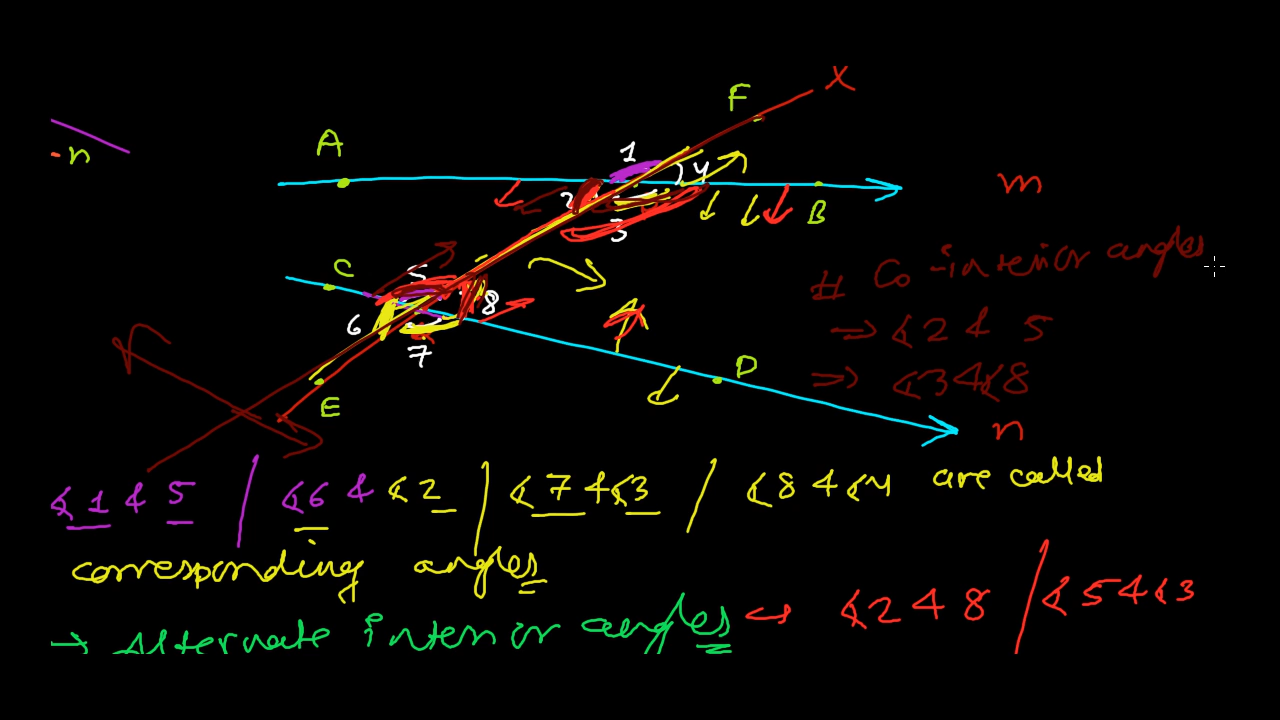 X
F
A
1
-n
4
m
2
B
3
# Co-interior angles
C
5
8
6
⇒ ∡2 & 5
7
D
⇒ ∡3 & ∡8
E
n
∡1 & 5 / ∡6 & ∡2 / ∡7 & ∡3 / ∡8 & ∡4 are called
corresponding angles
→ Alternate interior angles ⇔ ∡2 & 8 / ∡5 & ∡3